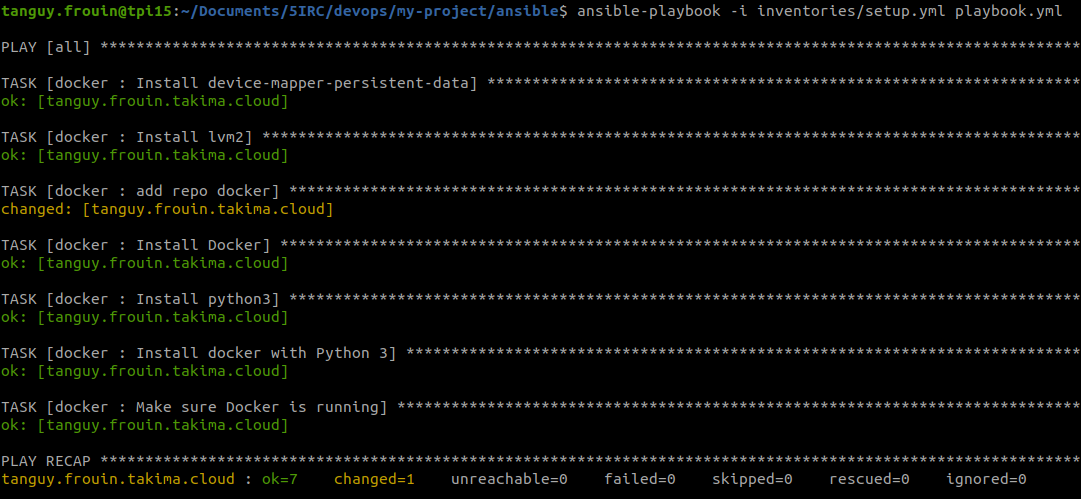 tanguy.frouin@tpi15:~/Documents/5IRC/devops/my-project/ansible$ ansible-playbook -i inventories/setup.yml playbook.yml
PLAY [all] *************************************************************************************************************
TASK [docker : Install device-mapper-persistent-data] ******************************************************************
ok: [tanguy.frouin.takima.cloud]
TASK [docker : Install lvm2] *******************************************************************************************
ok: [tanguy.frouin.takima.cloud]
TASK [docker : add repo docker] ****************************************************************************************
changed: [tanguy.frouin.takima.cloud]
TASK [docker : Install Docker] *****************************************************************************************
ok: [tanguy.frouin.takima.cloud]
TASK [docker : Install python3] ****************************************************************************************
ok: [tanguy.frouin.takima.cloud]
TASK [docker : Install docker with Python 3] ***************************************************************************
ok: [tanguy.frouin.takima.cloud]
TASK [docker : Make sure Docker is running] ****************************************************************************
ok: [tanguy.frouin.takima.cloud]
PLAY RECAP *************************************************************************************************************
tanguy.frouin.takima.cloud : ok=7    changed=1    unreachable=0    failed=0    skipped=0    rescued=0    ignored=0